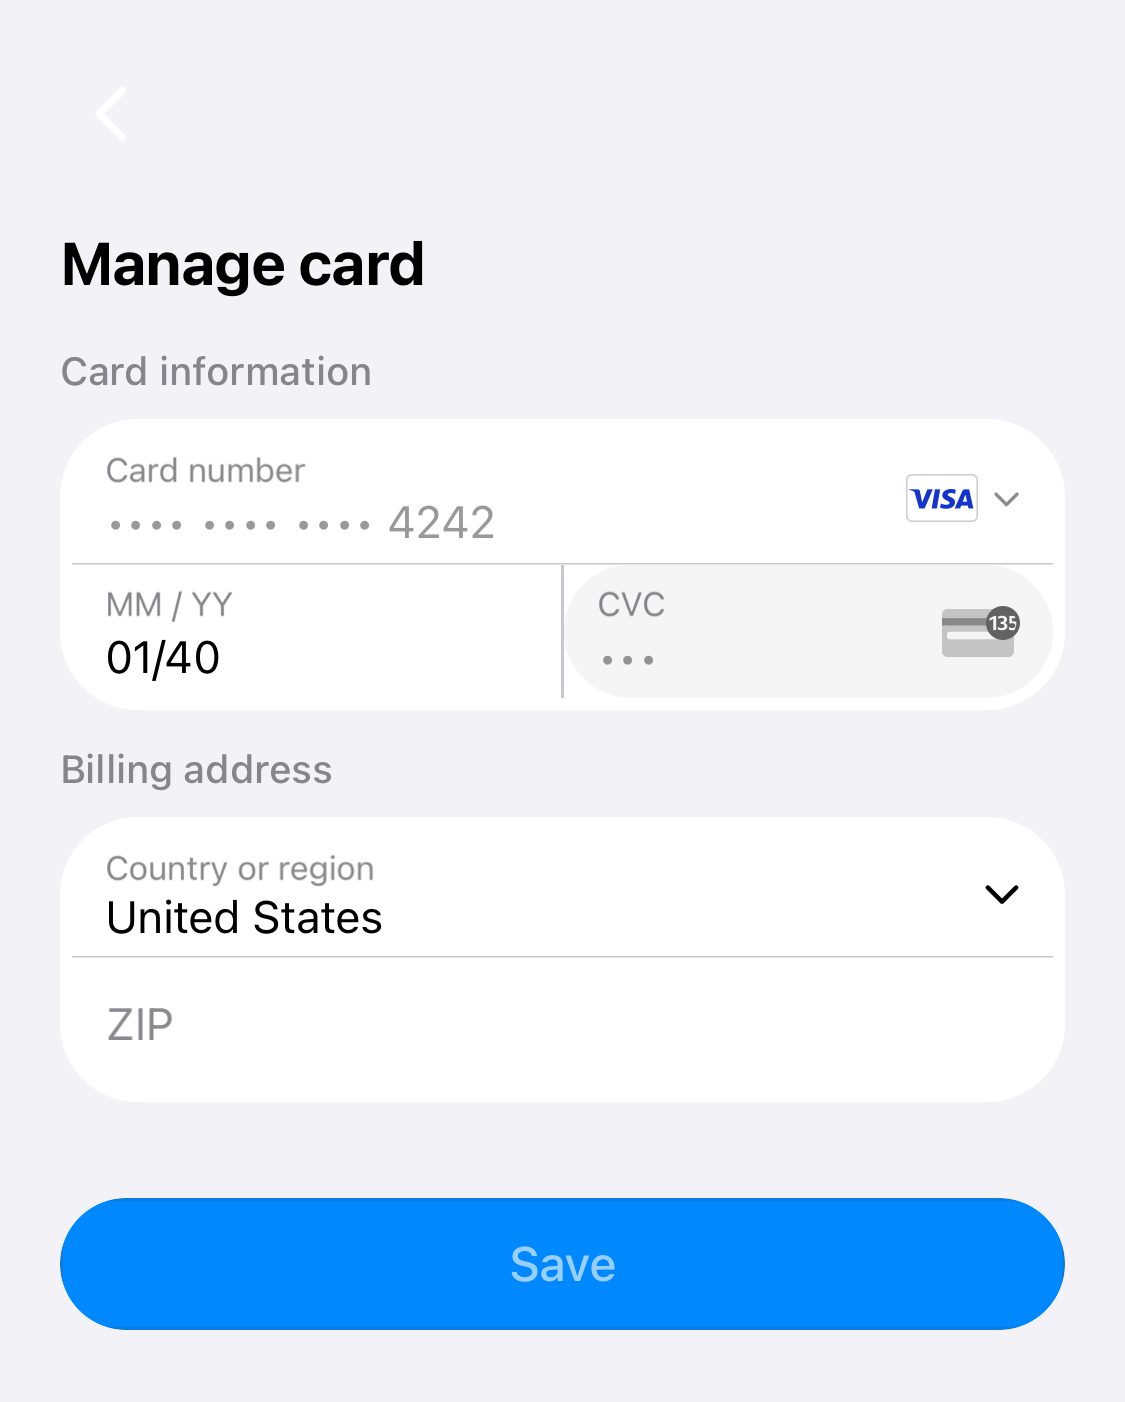 Manage card
Card information
Card number
•••• •••• •••• 4242
VISA
MM / YY
01/40
CVC
•••
135
Billing address
Country or region
United States
ZIP
Save